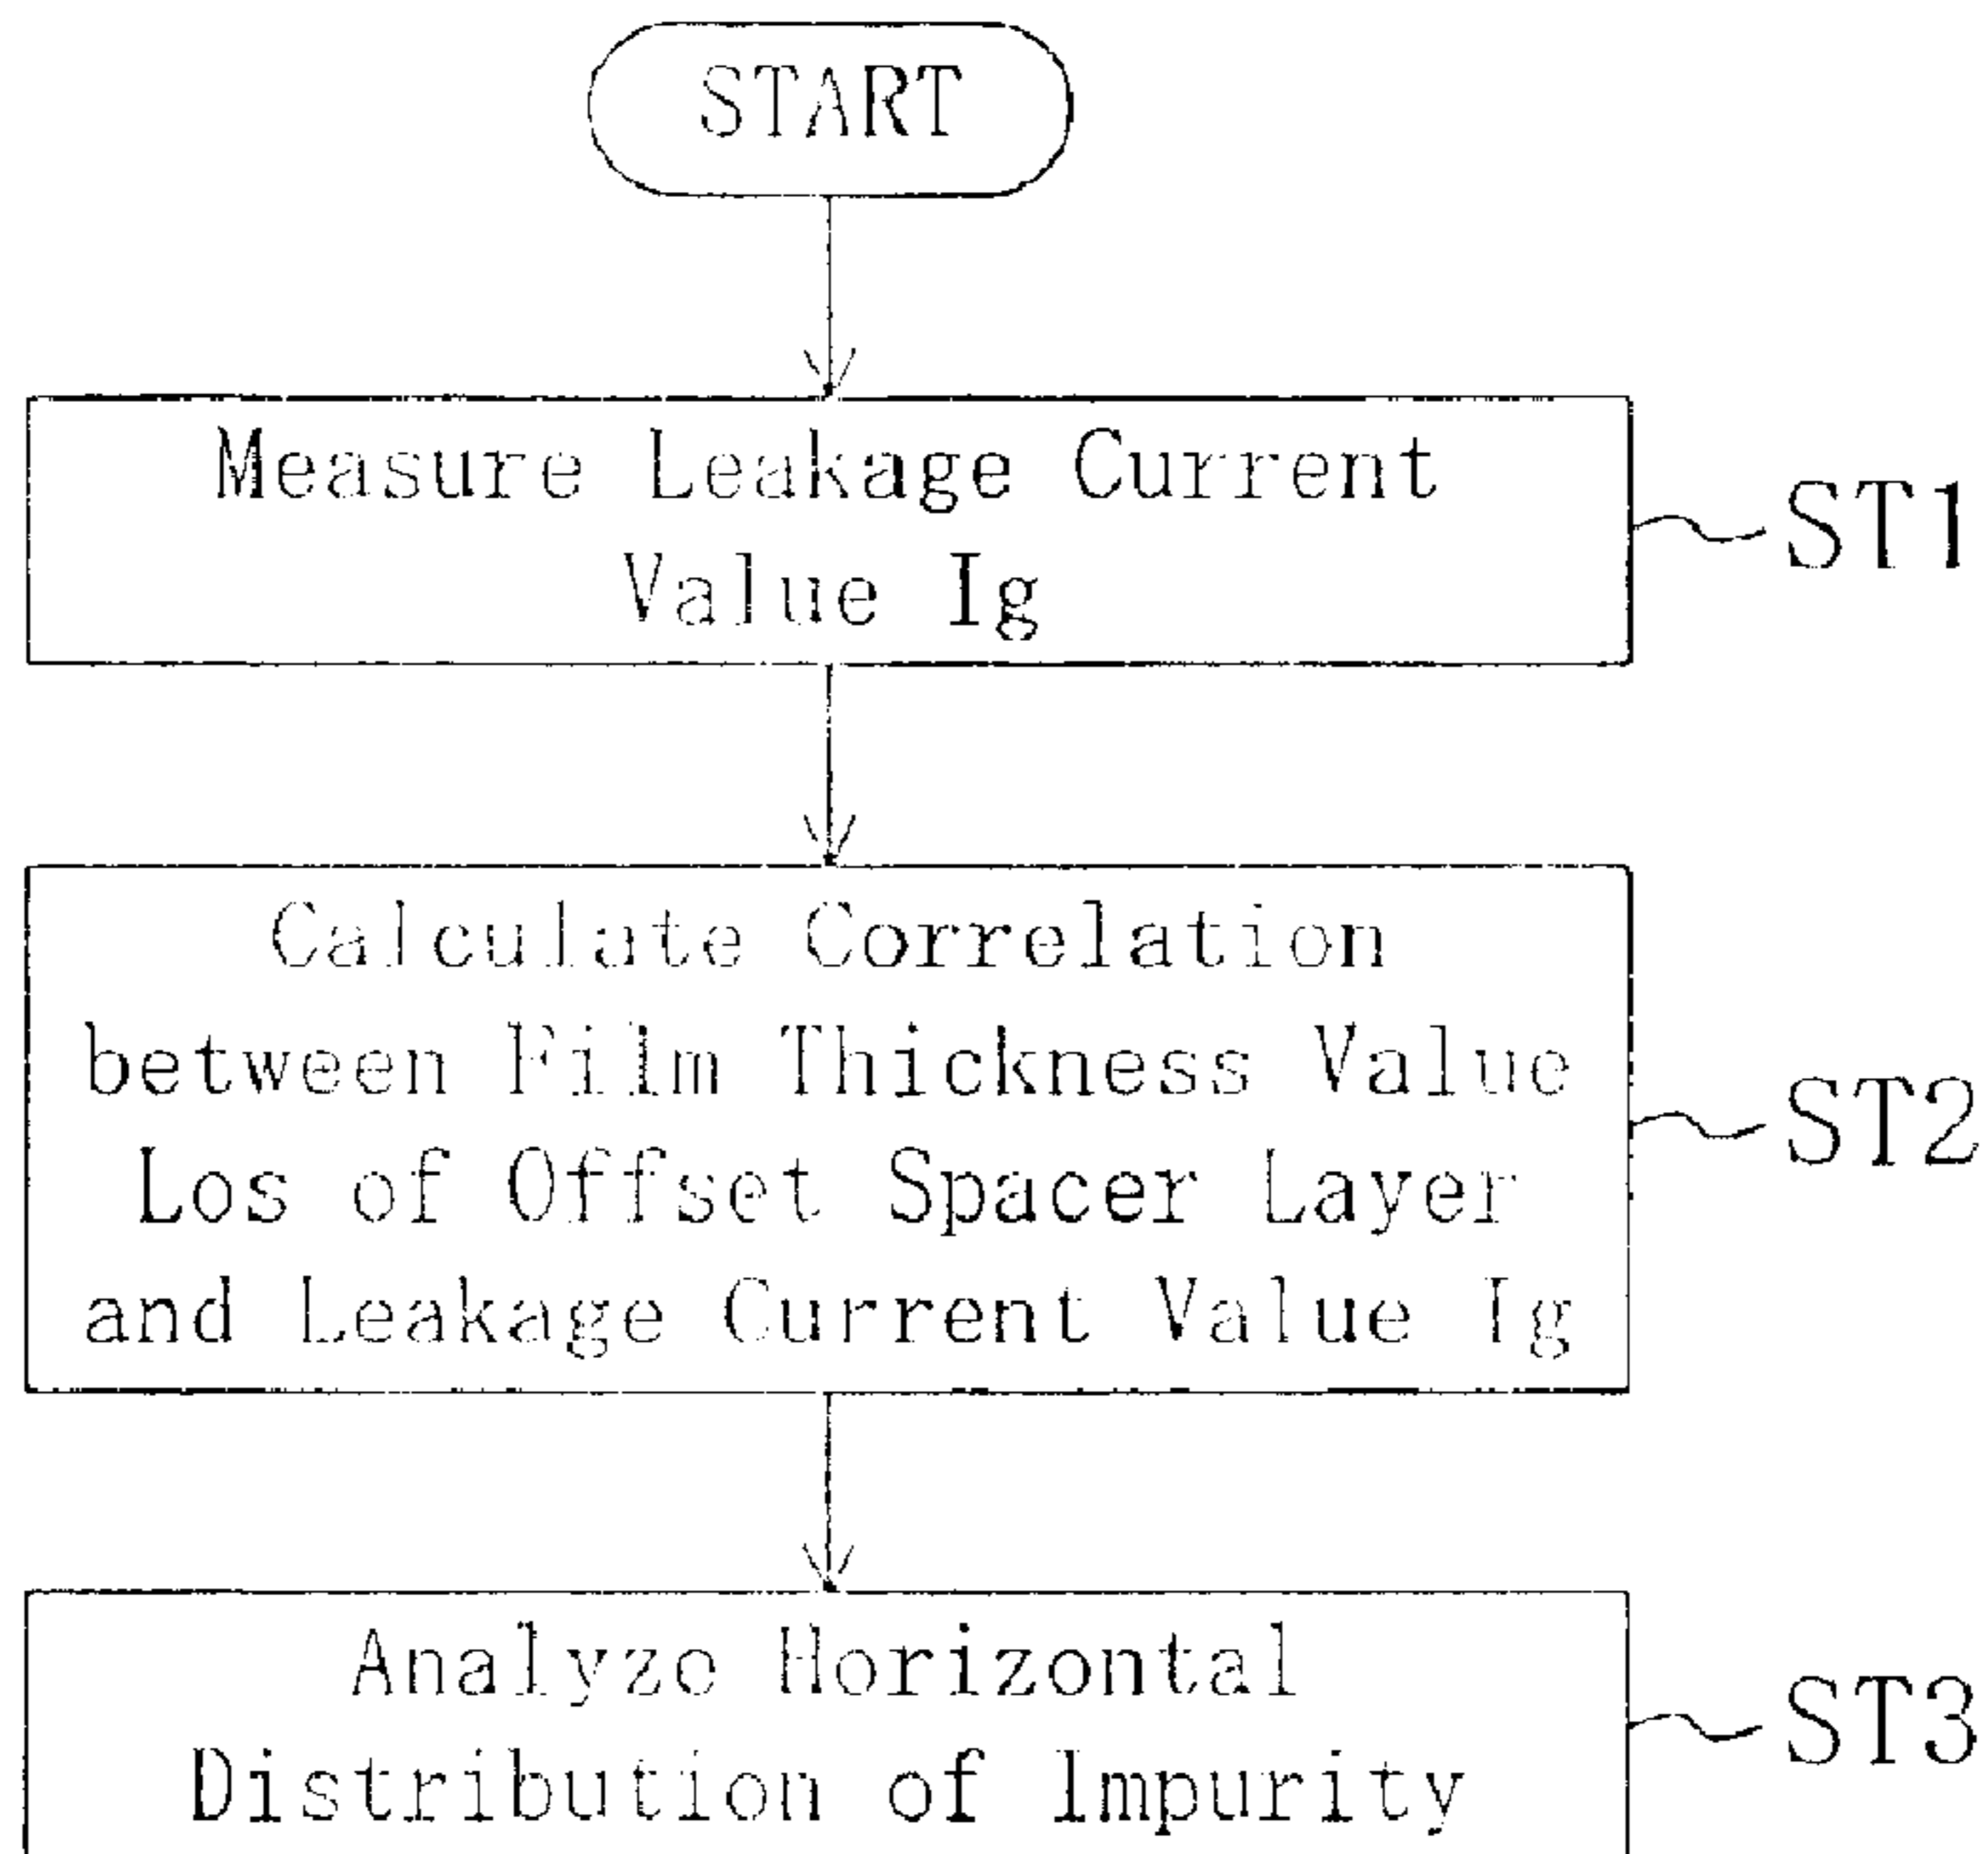 START
Measure Leakage Current
Value Ig
ST1
Calculate Correlation
between Film Thickness Value
Los of Offset Spacer Layer
and Leakage Current Value Ig
ST2
Analyze Horizontal
Distribution of Impurity
ST3